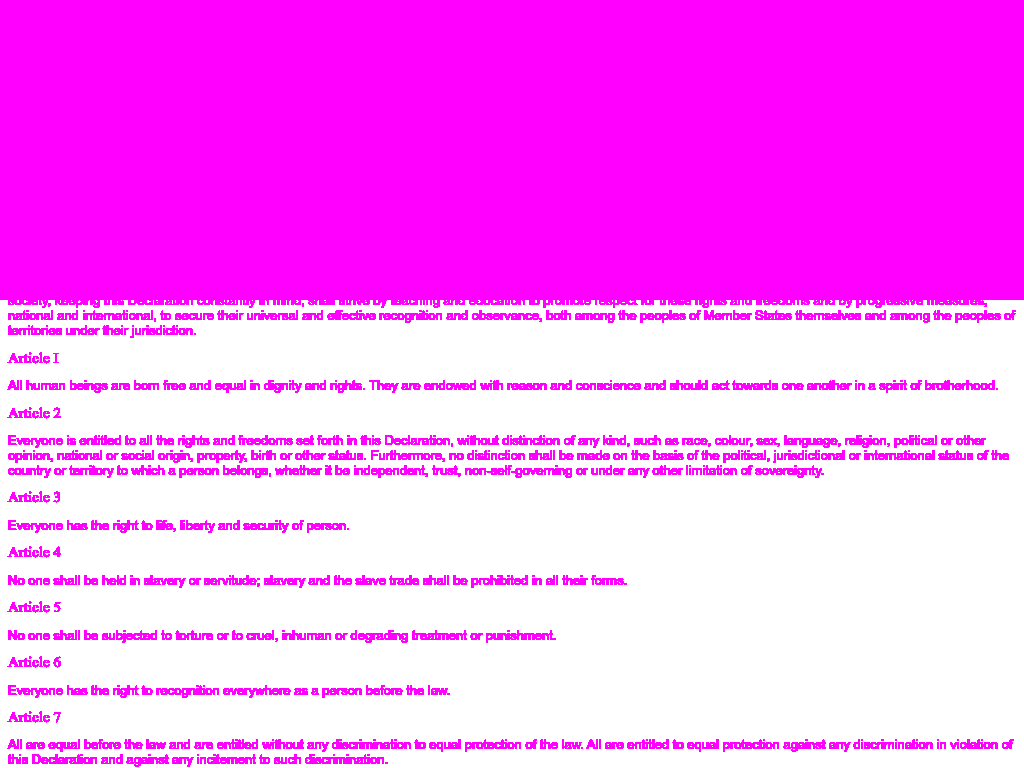 society, keeping this Declaration constantly in mind, shall strive by teaching and education to promote respect for these rights and freedoms and by progressive measures,
national and international, to secure their universal and effective recognition and observance, both among the peoples of Member States themselves and among the peoples of
territories under their jurisdiction.
Article I
All human beings are born free and equal in dignity and rights. They are endowed with reason and conscience and should act towards one another in a spirit of brotherhood.
Article 2
Everyone is entitled to all the rights and freedoms set forth in this Declaration, without distinction of any kind, such as race, colour, sex, language, religion, political or other
opinion, national or social origin, property, birth or other status. Furthermore, no distinction shall be made on the basis of the political, jurisdictional or international status of the
country or territory to which a person belongs, whether it be independent, trust, non-self-governing or under any other limitation of sovereignty.
Article 3
Everyone has the right to life, liberty and security of person.
Article 4
No one shall be held in slavery or servitude; slavery and the slave trade shall be prohibited in all their forms.
Article 5
No one shall be subjected to torture or to cruel, inhuman or degrading treatment or punishment.
Article 6
Everyone has the right to recognition everywhere as a person before the law.
Article 7
All are equal before the law and are entitled without any discrimination to equal protection of the law. All are entitled to equal protection against any discrimination in violation of
this Declaration and against any incitement to such discrimination.